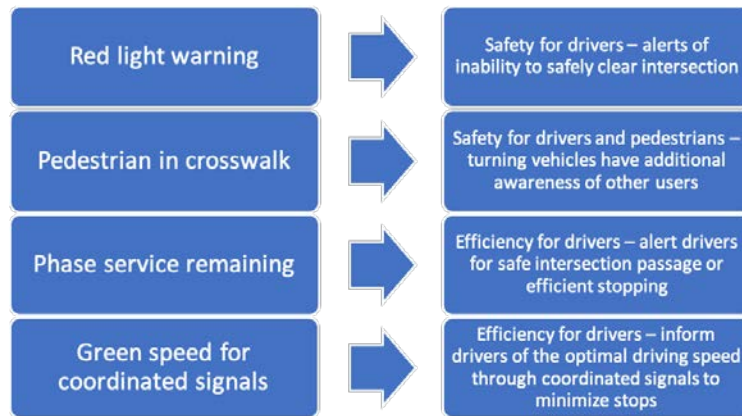 Red light warning
Safety for drivers – alerts of
inability to safely clear intersection
Pedestrian in crosswalk
Safety for drivers and pedestrians –
turning vehicles have additional
awareness of other users
Phase service remaining
Efficiency for drivers – alert drivers
for safe intersection passage or
efficient stopping
Green speed for
coordinated signals
Efficiency for drivers – inform
drivers of the optimal driving speed
through coordinated signals to
minimize stops